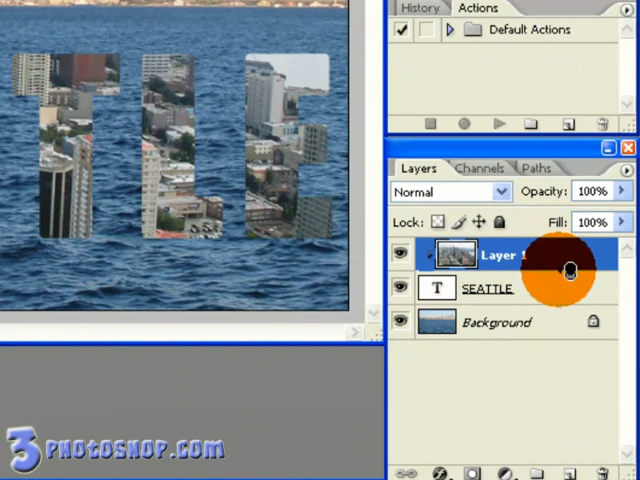 History Actions
Default Actions
Layers Channels Paths
Normal Opacity: 100%
Lock: Fill: 100%
Layer 1
T SEATTLE
Background
TLE
3PHOTOSHOP.COM